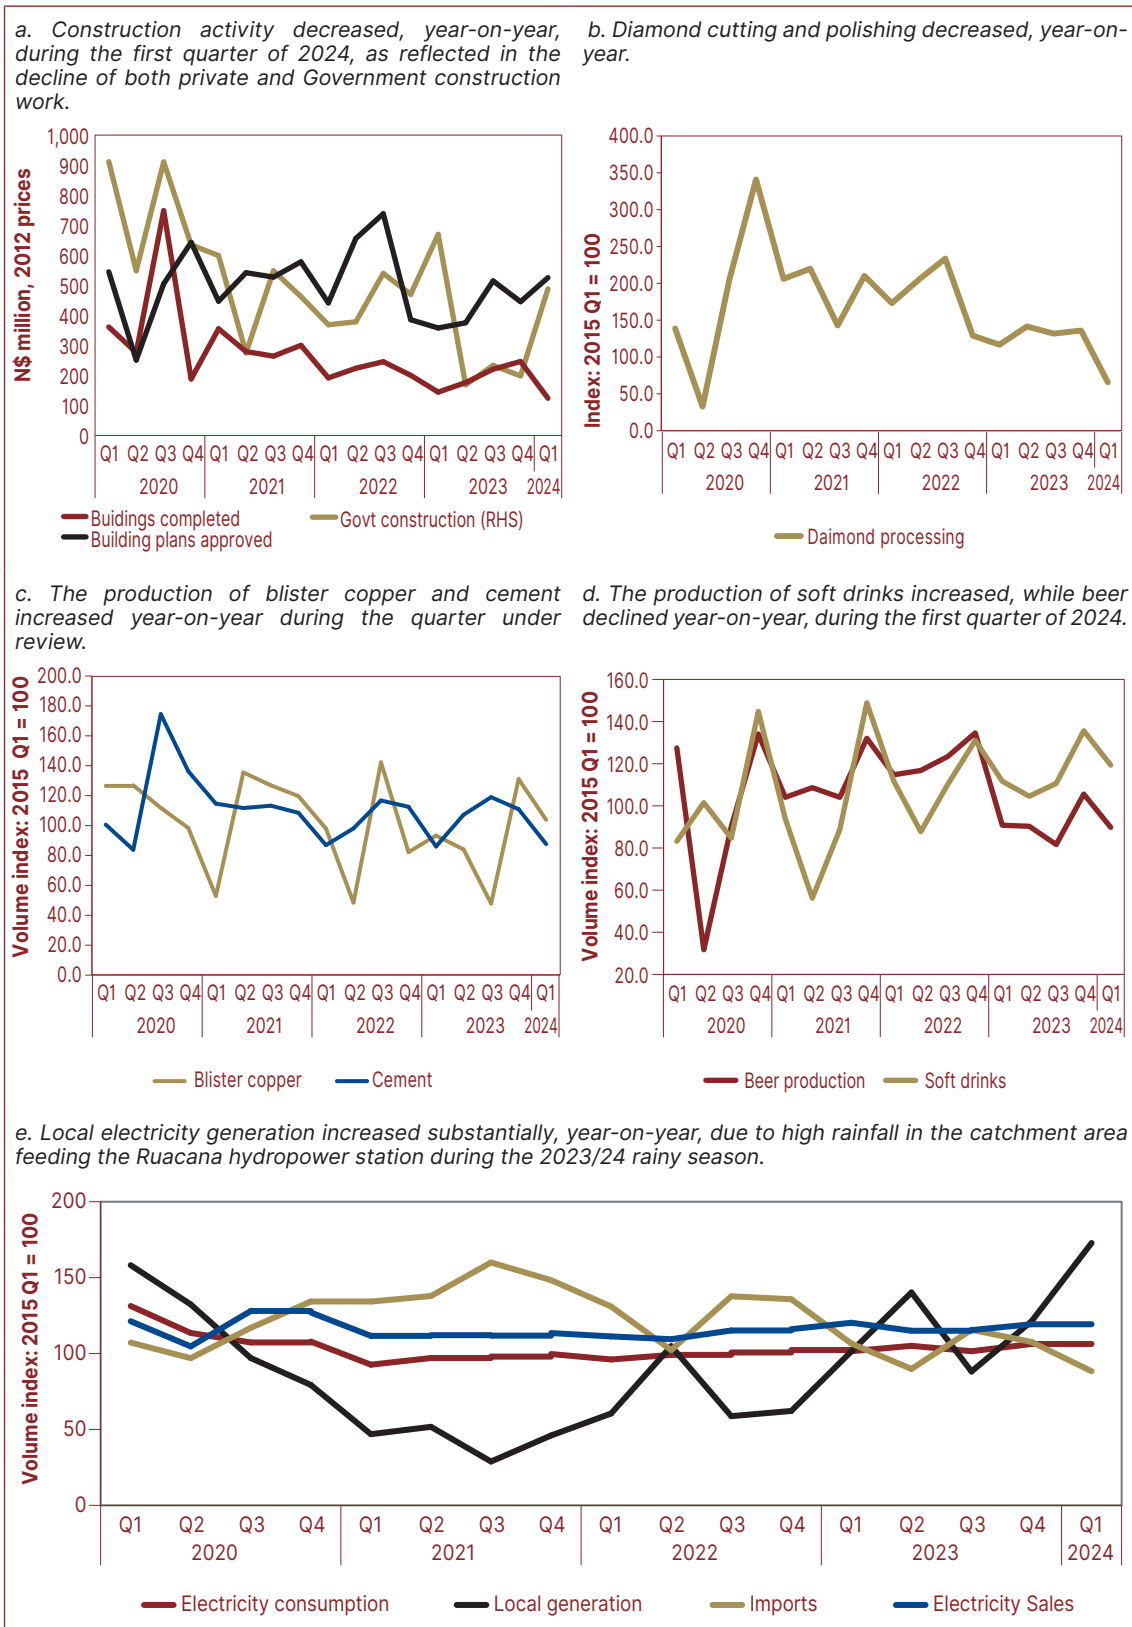 a. Construction activity decreased, year-on-year,
during the first quarter of 2024, as reflected in the
decline of both private and Government construction
work.
N$ million, 2012 prices
1,000
900
800
700
600
500
400
300
200
100
0
Q1 Q2 Q3 Q4 Q1 Q2 Q3 Q4 Q1 Q2 Q3 Q4 Q1 Q2 Q3 Q4 Q1
2020 2021 2022 2023 2024
Buidings completed
Govt construction (RHS)
Building plans approved
b. Diamond cutting and polishing decreased, year-on-
year.
Index: 2015 Q1 = 100
400.0
350.0
300.0
250.0
200.0
150.0
100.0
50.0
0.0
Q1 Q2 Q3 Q4 Q1 Q2 Q3 Q4 Q1 Q2 Q3 Q4 Q1 Q2 Q3 Q4 Q1
2020 2021 2022 2023 2024
Daimond processing
c. The production of blister copper and cement
increased year-on-year during the quarter under
review.
Volume index: 2015 Q1 = 100
200.0
180.0
160.0
140.0
120.0
100.0
80.0
60.0
40.0
20.0
0.0
Q1 Q2 Q3 Q4 Q1 Q2 Q3 Q4 Q1 Q2 Q3 Q4 Q1 Q2 Q3 Q4 Q1
2020 2021 2022 2023 2024
Blister copper Cement
d. The production of soft drinks increased, while beer
declined year-on-year, during the first quarter of 2024.
Volume index: 2015 Q1 = 100
160.0
140.0
120.0
100.0
80.0
60.0
40.0
20.0
Q1 Q2 Q3 Q4 Q1 Q2 Q3 Q4 Q1 Q2 Q3 Q4 Q1 Q2 Q3 Q4 Q1
2020 2021 2022 2023 2024
Beer production Soft drinks
e. Local electricity generation increased substantially, year-on-year, due to high rainfall in the catchment area
feeding the Ruacana hydropower station during the 2023/24 rainy season.
Volume index: 2015 Q1 = 100
200
150
100
50
0
Q1 Q2 Q3 Q4 Q1 Q2 Q3 Q4 Q1 Q2 Q3 Q4 Q1 Q2 Q3 Q4 Q1
2020 2021 2022 2023 2024
Electricity consumption Local generation Imports Electricity Sales